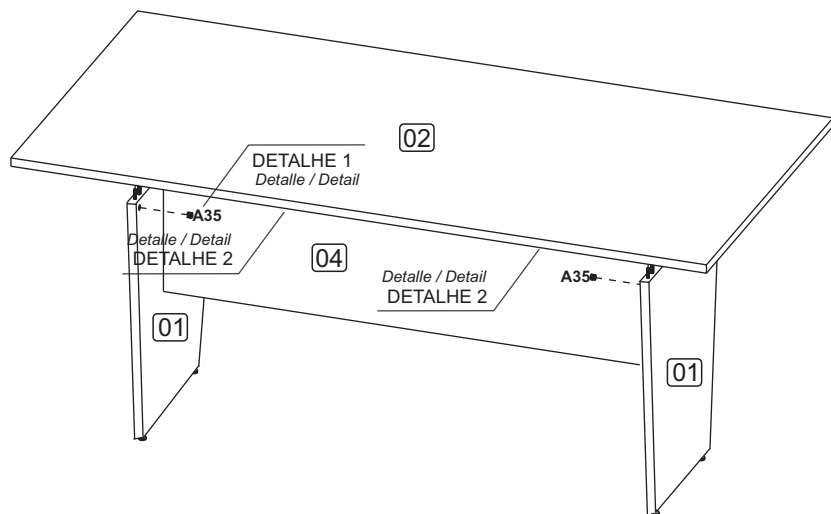 02
DETALHE 1
Detalle / Detail
A35
Detalle / Detail
DETALHE 2
04
Detalle / Detail
DETALHE 2
A35
01
01